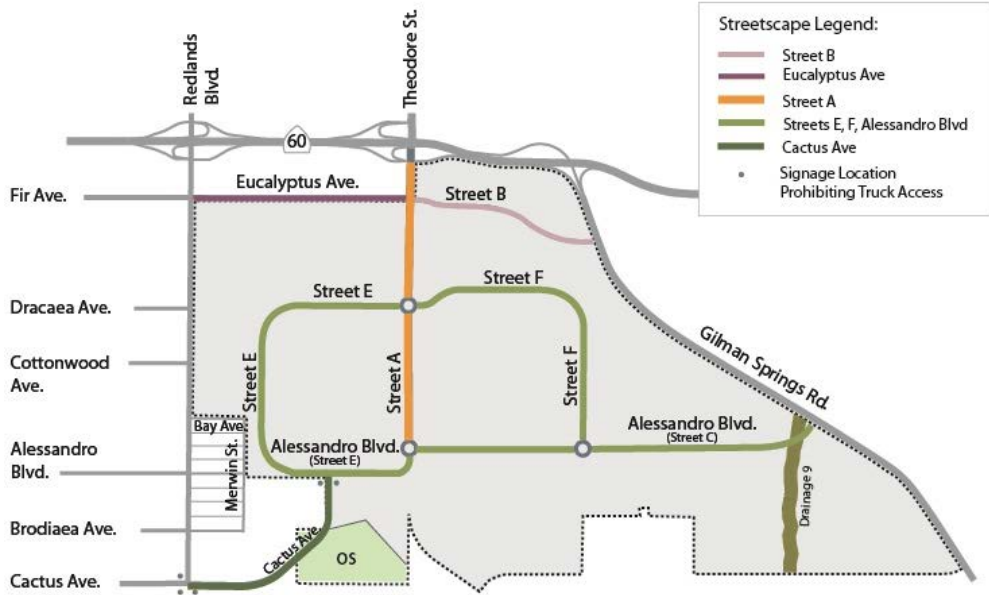 Redlands
Blvd.
Theodore St.
Streetscape Legend:
Street B
Eucalyptus Ave
Street A
Streets E, F, Alessandro Blvd
Cactus Ave
Signage Location
Prohibiting Truck Access
60
Fir Ave.
Eucalyptus Ave.
Street B
Dracaea Ave.
Street E
Street F
Cottonwood
Ave.
Street E
Street A
Street F
Gilman Springs Rd.
Bay Ave.
Merwin St.
Alessandro
Blvd.
Alessandro Blvd.
(Street E)
Alessandro Blvd.
(Street C)
Drainage 9
Brodiaea Ave.
Cactus Ave.
OS
Cactus Ave.